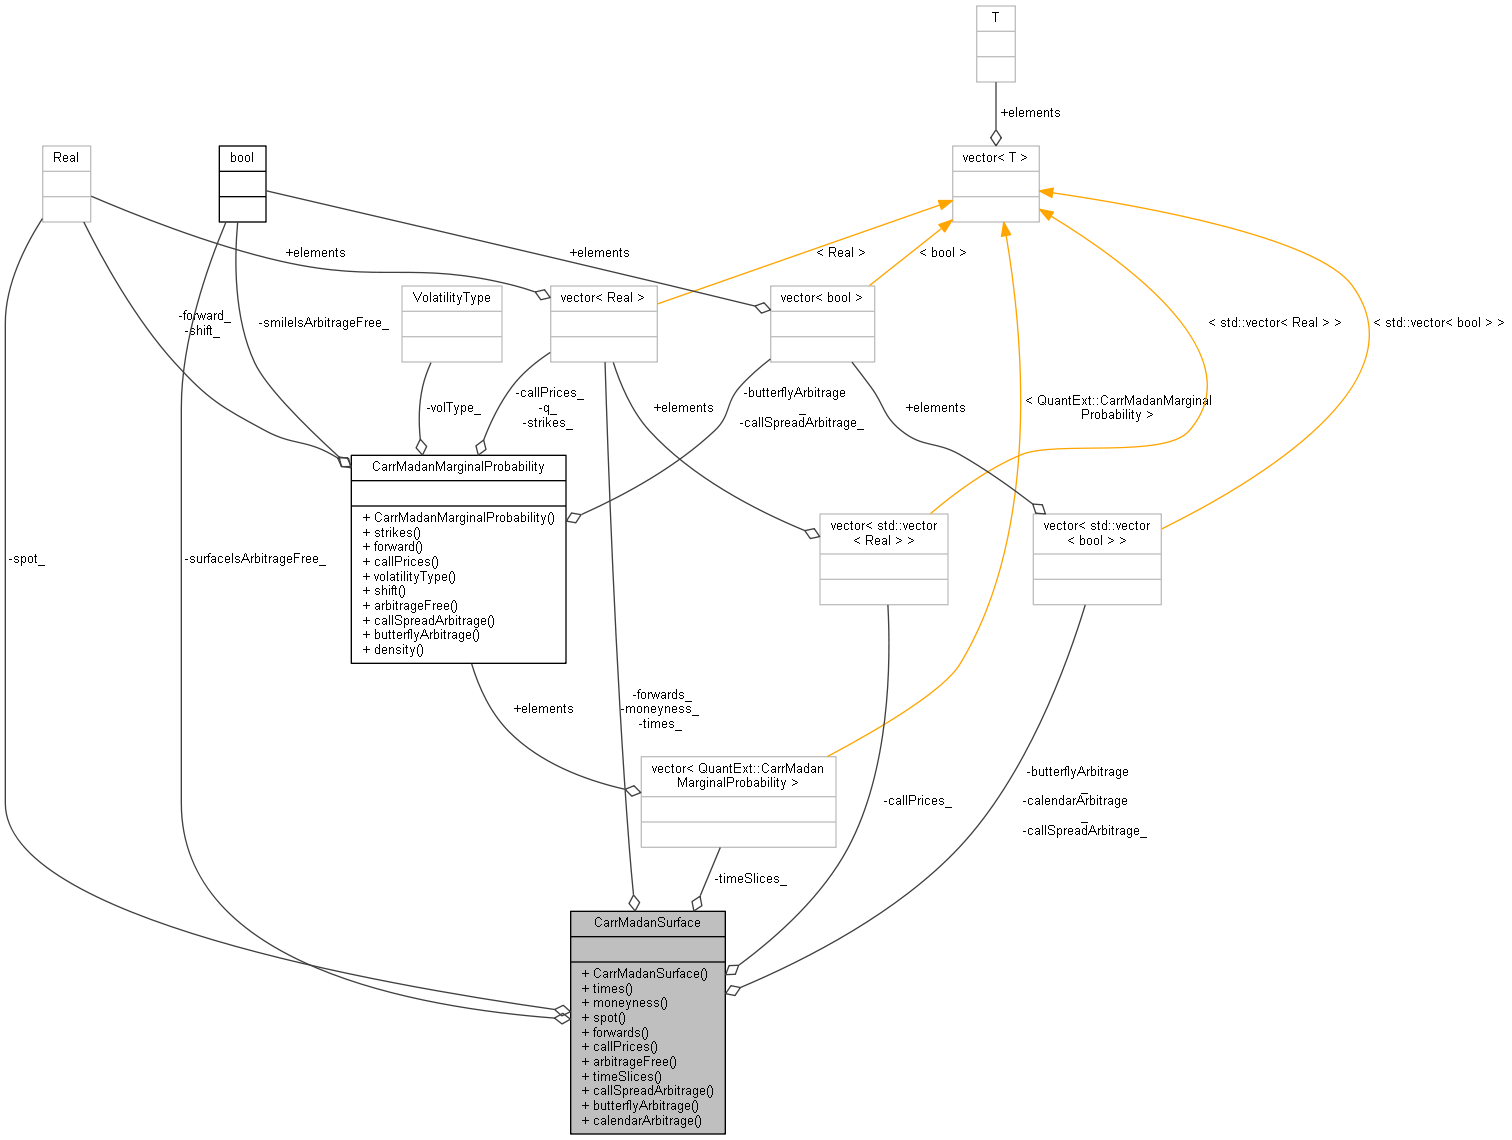 T
+elements
Real
bool
vector< T >
+elements
+elements
< Real >
< bool >
VolatilityType
vector< Real >
vector< bool >
-forward_
-shift_
-smileIsArbitrageFree_
< std::vector< Real > >
< std::vector< bool > >
-volType_
-callPrices_
-q_
-strikes_
+elements
-butterflyArbitrage
_
-callSpreadArbitrage_
+elements
< QuantExt::CarrMadanMarginal
Probability >
CarrMadanMarginalProbability
+ CarrMadanMarginalProbability()
+ strikes()
+ forward()
+ callPrices()
+ volatilityType()
+ shift()
+ arbitrageFree()
+ callSpreadArbitrage()
+ butterflyArbitrage()
+ density()
vector< std::vector
< Real > >
vector< std::vector
< bool > >
-spot_
-surfaceIsArbitrageFree_
+elements
-forwards_
-moneyness_
-times_
vector< QuantExt::CarrMadan
MarginalProbability >
-callPrices_
-butterflyArbitrage
_
-calendarArbitrage
_
-callSpreadArbitrage_
-timeSlices_
CarrMadanSurface
+ CarrMadanSurface()
+ times()
+ moneyness()
+ spot()
+ forwards()
+ callPrices()
+ arbitrageFree()
+ timeSlices()
+ callSpreadArbitrage()
+ butterflyArbitrage()
+ calendarArbitrage()